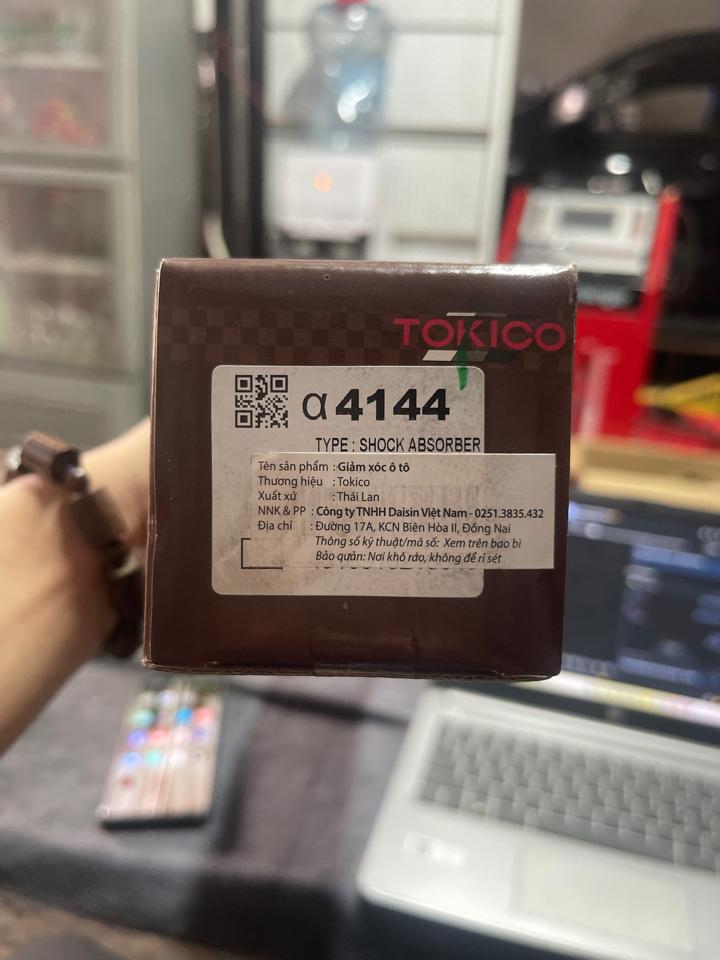 TOKICO
α4144
TYPE : SHOCK ABSORBER
Tên sản phẩm : Giảm xóc ô tô
Thương hiệu : Tokico
Xuất xứ : Thái Lan
NNK & PP : Công ty TNHH Daisin Việt Nam - 0251.3835.432
Địa chỉ : Đường 17A, KCN Biên Hòa II, Đồng Nai
Thông số kỹ thuật/mã số: Xem trên bao bì
Bảo quản: Nơi khô ráo, không để rỉ sét